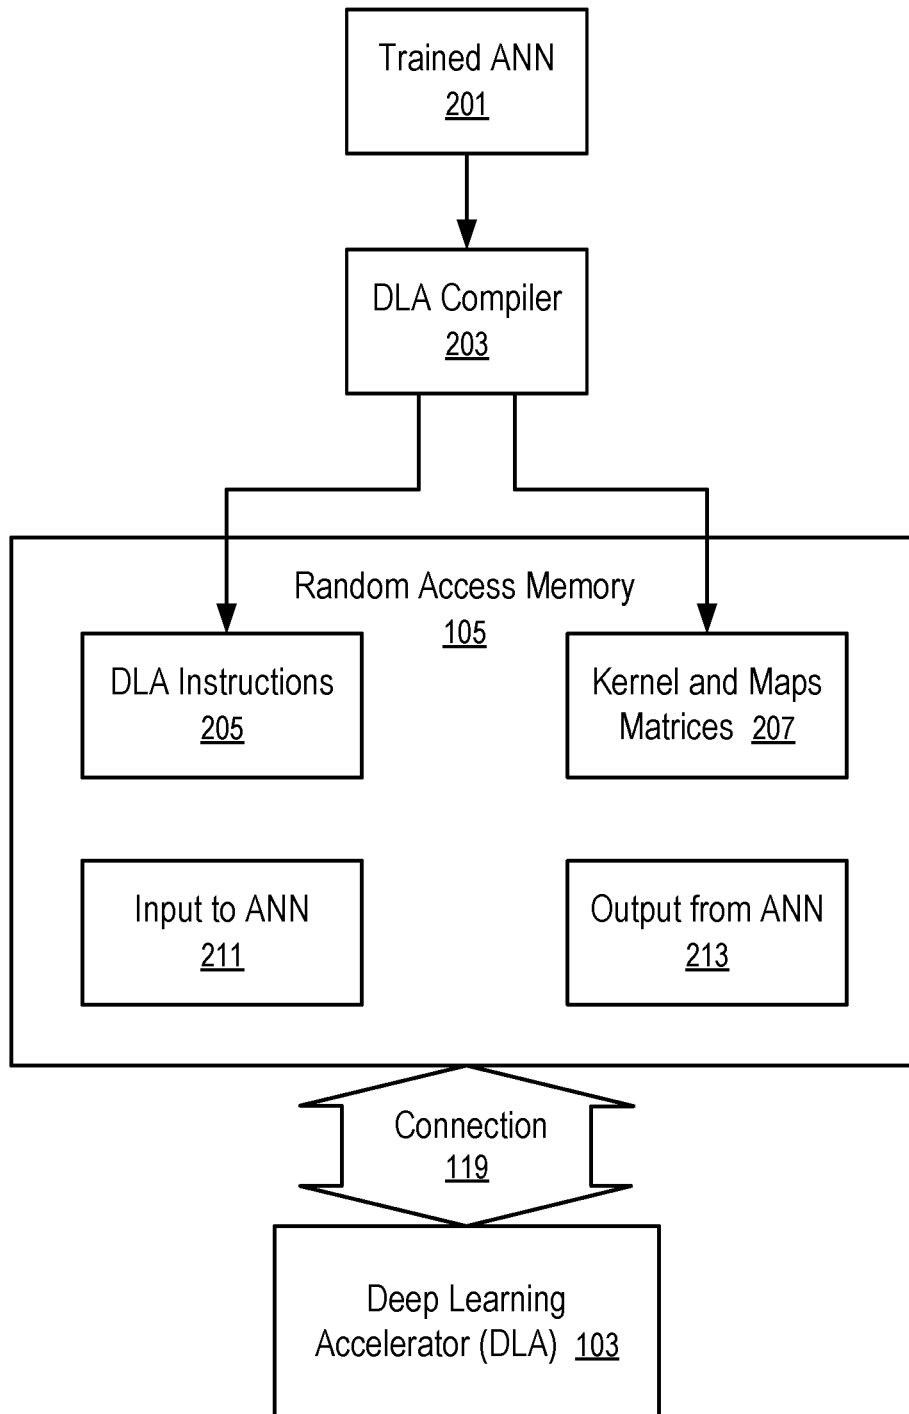 Trained ANN
201
DLA Compiler
203
Random Access Memory
105
DLA Instructions
205
Kernel and Maps
Matrices 207
Input to ANN
211
Output from ANN
213
Connection
119
Deep Learning
Accelerator (DLA) 103